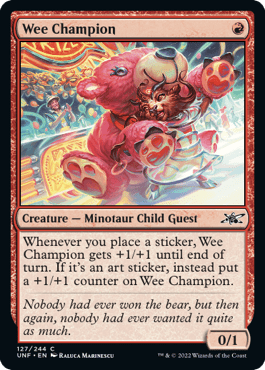 Wee Champion
Creature — Minotaur Child Guest
Whenever you place a sticker, Wee
Champion gets +1/+1 until end of
turn. If it's an art sticker, instead put
a +1/+1 counter on Wee Champion.
Nobody had ever won the bear, but then
again, nobody had ever wanted it quite
as much.
0/1
127/244 C
UNF • EN Raluca Marinescu
™ & © 2022 Wizards of the Coast